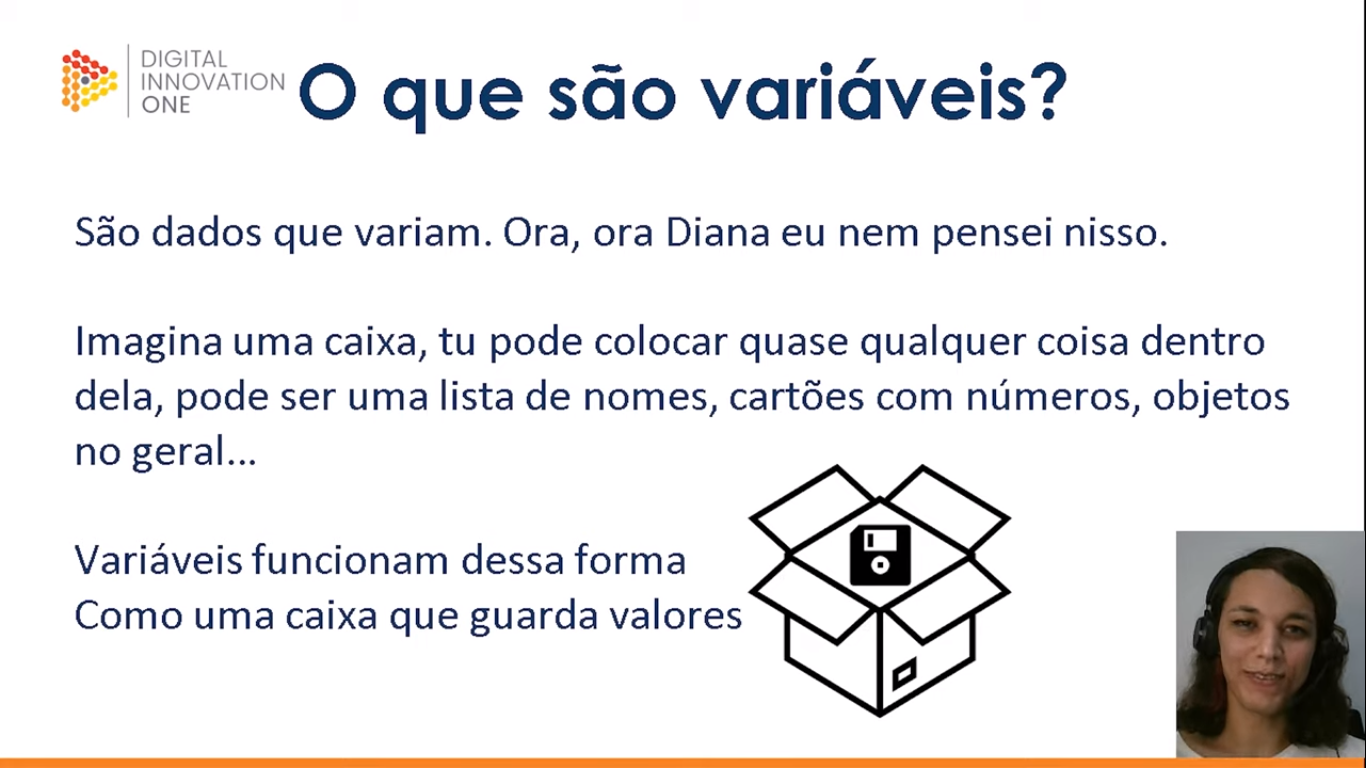 DIGITAL
INNOVATION
ONE
O que são variáveis?
São dados que variam. Ora, ora Diana eu nem pensei nisso.
Imagina uma caixa, tu pode colocar quase qualquer coisa dentro
dela, pode ser uma lista de nomes, cartões com números, objetos
no geral...
Variáveis funcionam dessa forma
Como uma caixa que guarda valores